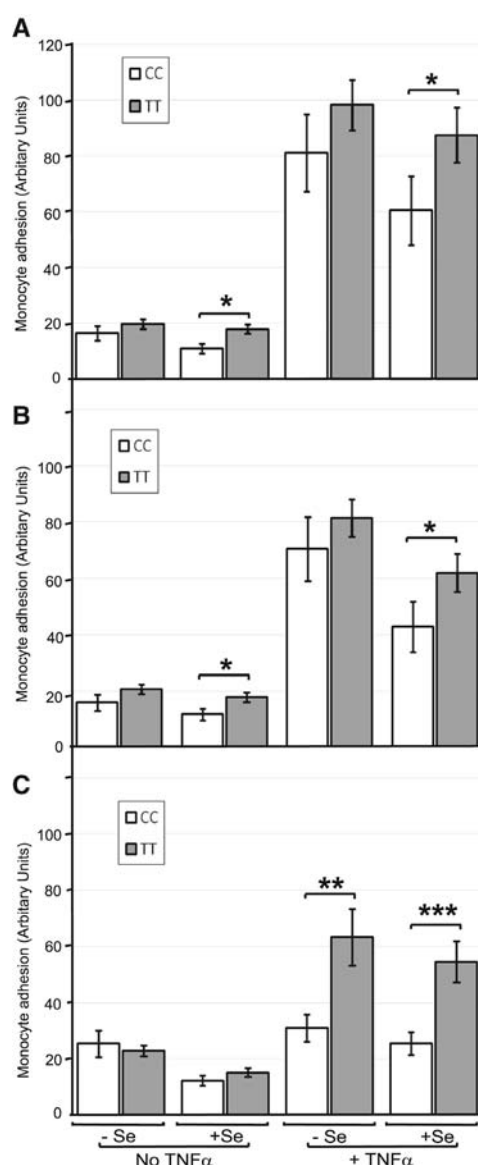 A
Monocyte adhesion (Arbitary Units)
120
100
80
60
40
20
0
CC
TT
*
*
B
Monocyte adhesion (Arbitary Units)
100
80
60
40
20
0
CC
TT
*
*
C
Monocyte adhesion (Arbitary Units)
100
80
60
40
20
0
CC
TT
**
***
- Se +Se - Se +Se
No TNFα + TNFα